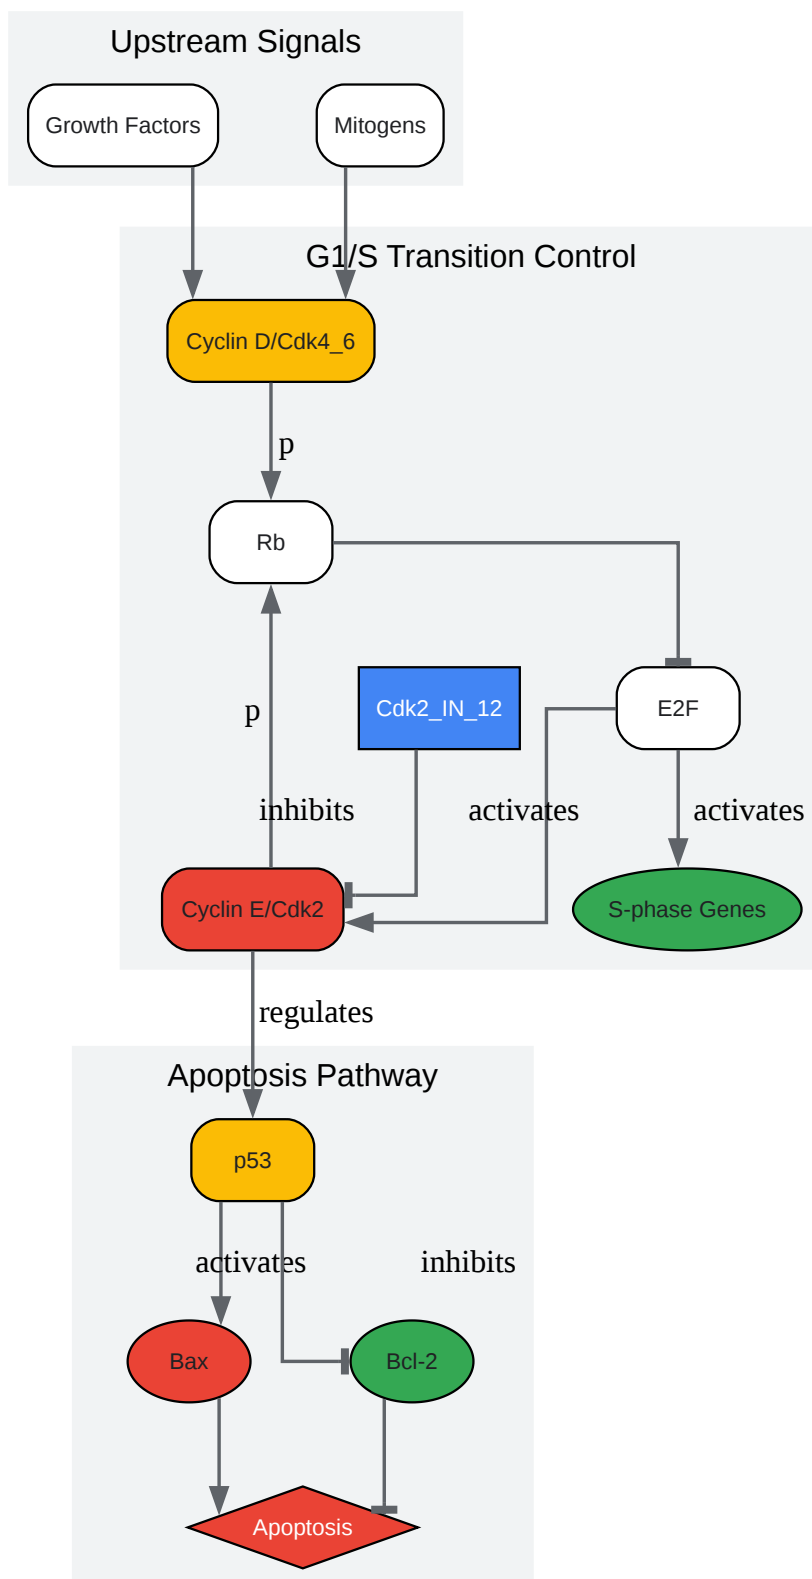 Upstream Signals
Growth Factors
Mitogens
G1/S Transition Control
Cyclin D/Cdk4_6
p
Rb
Cdk2_IN_12
E2F
p
inhibits
activates
activates
Cyclin E/Cdk2
S-phase Genes
regulates
Apoptosis Pathway
p53
activates
inhibits
Bax
Bcl-2
Apoptosis